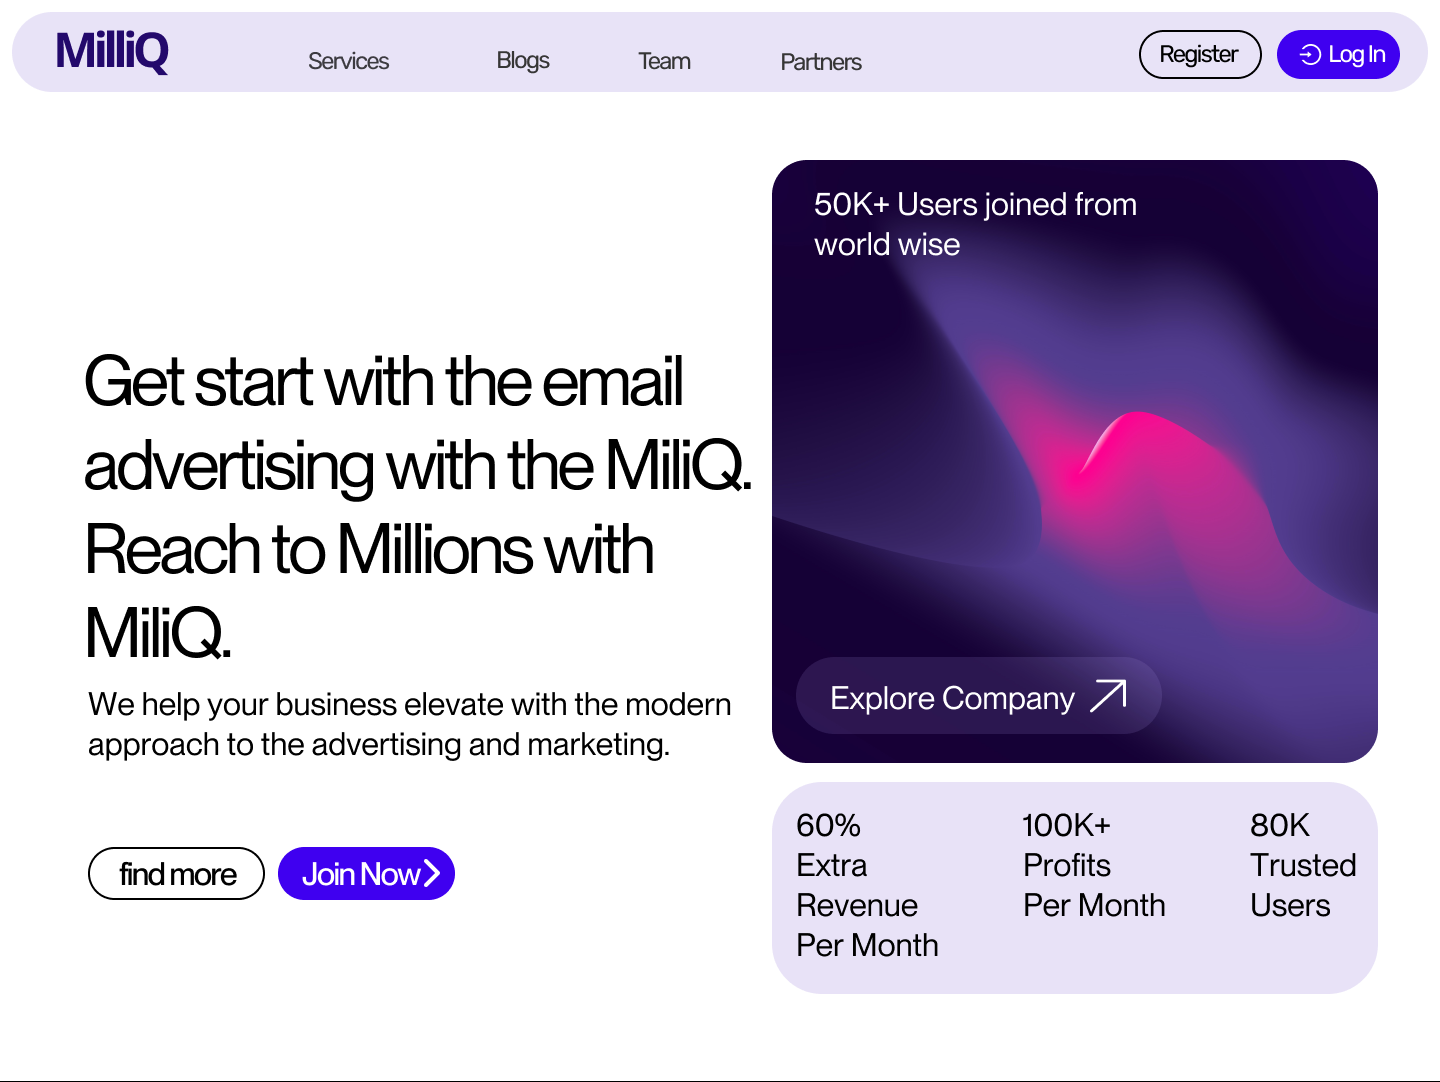 MilliQ
Services
Blogs
Team
Partners
Register
Log In
Get start with the email
advertising with the MiliQ.
Reach to Millions with
MiliQ.
We help your business elevate with the modern
approach to the advertising and marketing.
find more
Join Now
50K+ Users joined from
world wise
Explore Company
60%
Extra
Revenue
Per Month
100K+
Profits
Per Month
80K
Trusted
Users